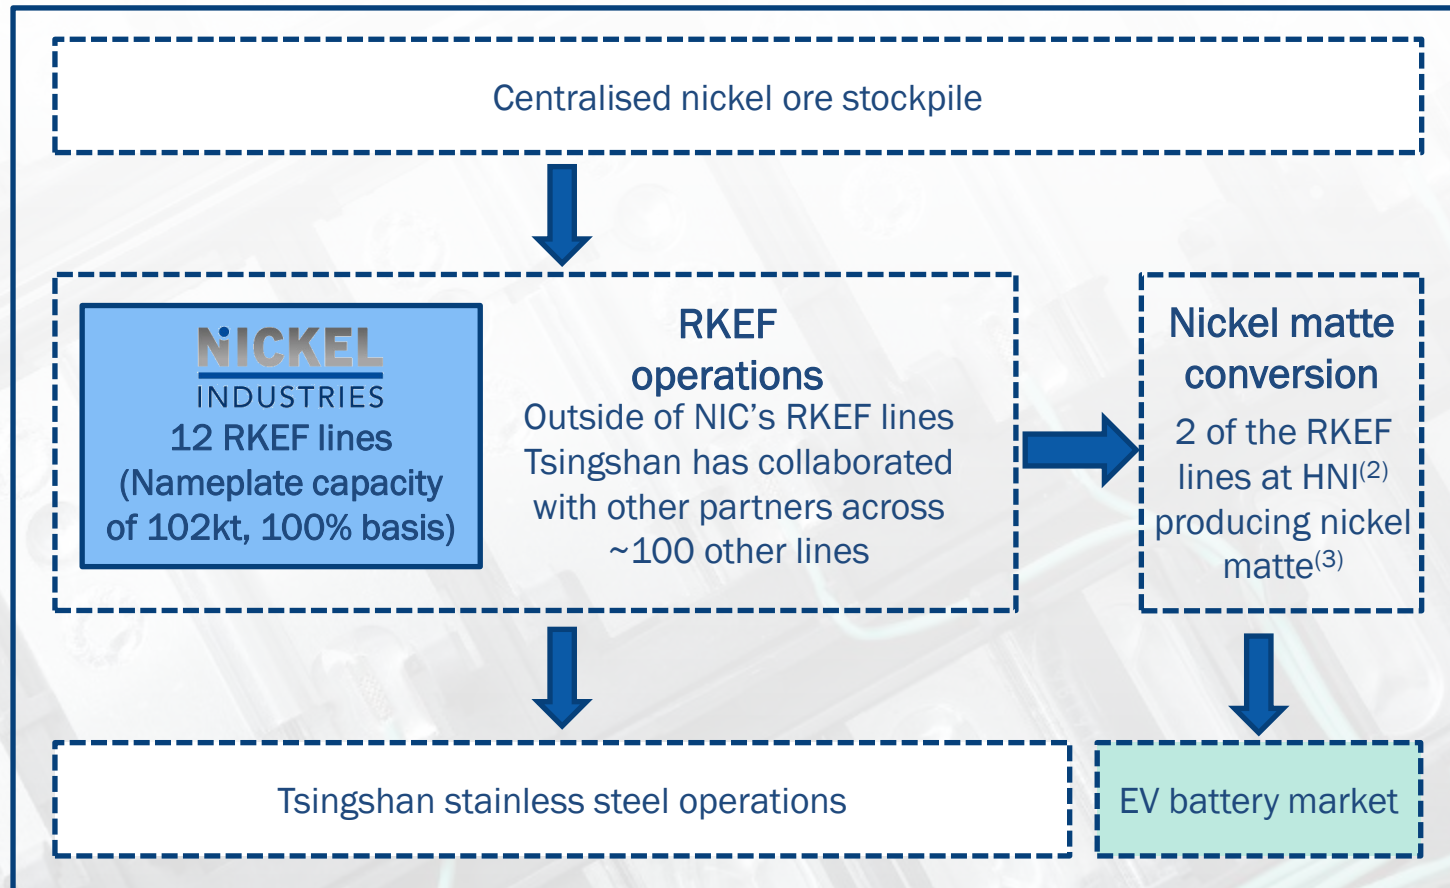 Centralised nickel ore stockpile
NICKEL
INDUSTRIES
12 RKEF lines
(Nameplate capacity
of 102kt, 100% basis)
RKEF
operations
Outside of NIC’s RKEF lines
Tsingshan has collaborated
with other partners across
~100 other lines
Nickel matte
conversion
2 of the RKEF
lines at HNI(2)
producing nickel
matte(3)
Tsingshan stainless steel operations
EV battery market